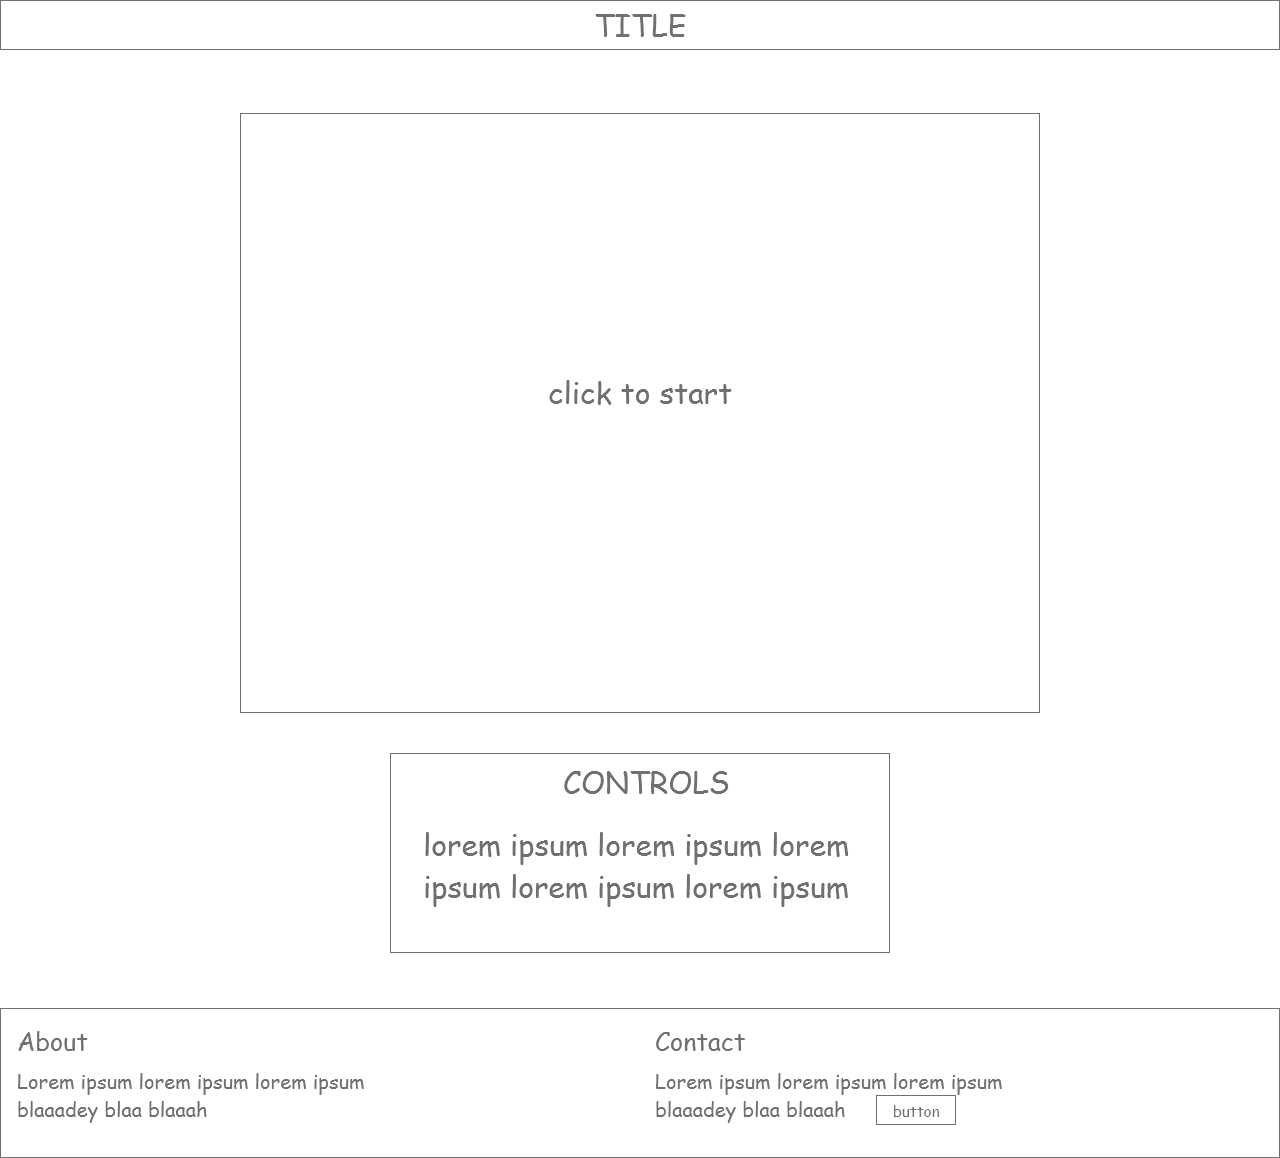 TITLE
click to start
CONTROLS
lorem ipsum lorem ipsum lorem
ipsum lorem ipsum lorem ipsum
About
Lorem ipsum lorem ipsum lorem ipsum
blaaadey blaa blaaah
Contact
Lorem ipsum lorem ipsum lorem ipsum
blaaadey blaa blaaah button